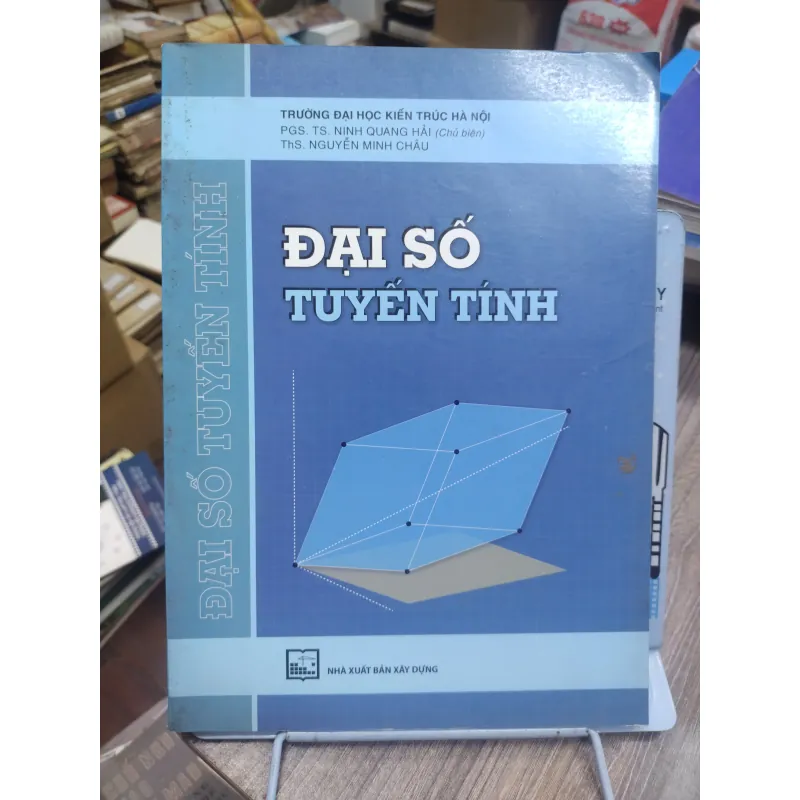 TRƯỜNG ĐẠI HỌC KIẾN TRÚC HÀ NỘI
PGS. TS. NINH QUANG HẢI (Chủ biên)
ThS. NGUYỄN MINH CHÂU
ĐẠI SỐ
TUYẾN TÍNH
ĐẠI SỐ TUYẾN TÍNH
NHÀ XUẤT BẢN XÂY DỰNG